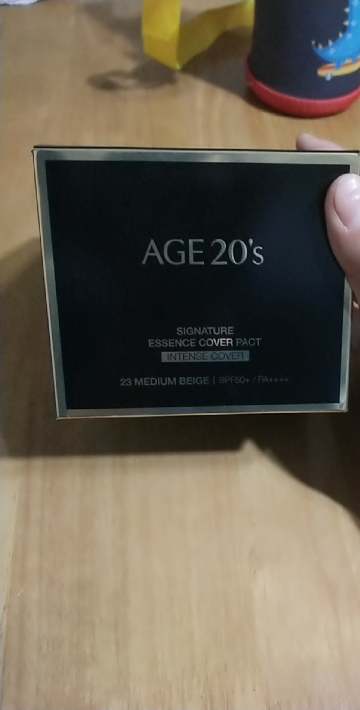 AGE 20's
SIGNATURE
ESSENCE COVER PACT
INTENSE COVER
23 MEDIUM BEIGE | SPF50+ / PA++++